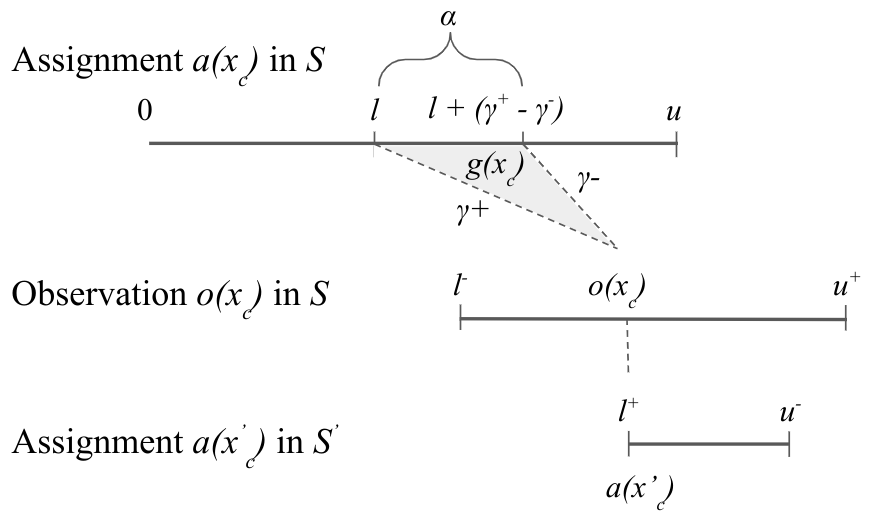 α
Assignment a(x_c) in S
0 l l + (γ⁺ - γ⁻) u
g(x_c)
γ-
γ+
l⁻ o(x_c) u⁺
Observation o(x_c) in S
l⁺ u⁻
Assignment a(x'_c) in S'
a(x'_c)